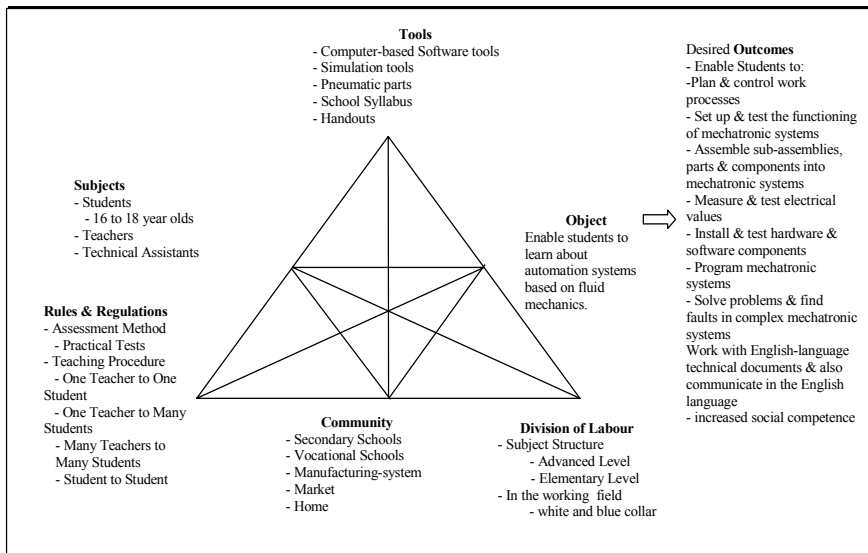 Tools
- Computer-based Software tools
- Simulation tools
- Pneumatic parts
- School Syllabus
- Handouts
Subjects
- Students
- 16 to 18 year olds
- Teachers
- Technical Assistants
Object
Enable students to
learn about
automation systems
based on fluid
mechanics.
Desired Outcomes
- Enable Students to:
-Plan & control work
processes
- Set up & test the functioning
of mechatronic systems
- Assemble sub-assemblies,
parts & components into
mechatronic systems
- Measure & test electrical
values
- Install & test hardware &
software components
- Program mechatronic
systems
- Solve problems & find
faults in complex mechatronic
systems
Work with English-language
technical documents & also
communicate in the English
language
- increased social competence
Rules & Regulations
- Assessment Method
- Practical Tests
- Teaching Procedure
- One Teacher to One
Student
- One Teacher to Many
Students
- Many Teachers to
Many Students
- Student to Student
Community
- Secondary Schools
- Vocational Schools
- Manufacturing-system
- Market
- Home
Division of Labour
- Subject Structure
- Advanced Level
- Elementary Level
- In the working field
- white and blue collar